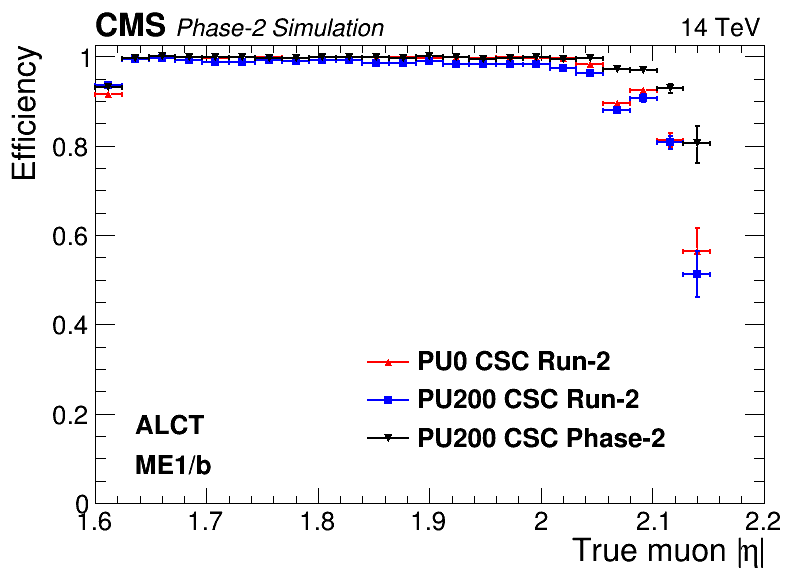 CMS Phase-2 Simulation 14 TeV
Efficiency
1
0.8
0.6
0.4
0.2
0
PU0 CSC Run-2
PU200 CSC Run-2
PU200 CSC Phase-2
ALCT
ME1/b
1.6 1.7 1.8 1.9 2 2.1 2.2
True muon |η|